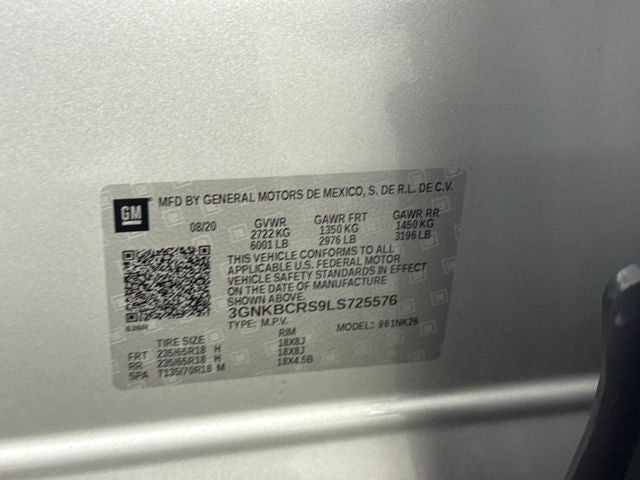 GM
MFD BY GENERAL MOTORS DE MEXICO, S. DE R.L. DE C.V.
08/20 GVWR GAWR FRT GAWR RR
2722 KG 1350 KG 1450 KG
6001 LB 2976 LB 3196 LB
THIS VEHICLE CONFORMS TO ALL
APPLICABLE U.S. FEDERAL MOTOR
VEHICLE SAFETY STANDARDS IN EFFECT
ON THE DATE OF MANUFACTURE
SHOWN ABOVE.
3GNKBCRS9LS725576
TYPE: M.P.V. MODEL: 961NK26
TIRE SIZE RIM
FRT 235/65R18 H 18X8J
RR 235/65R18 H 18X8J
SPA T135/70R18 M 18X4.5B